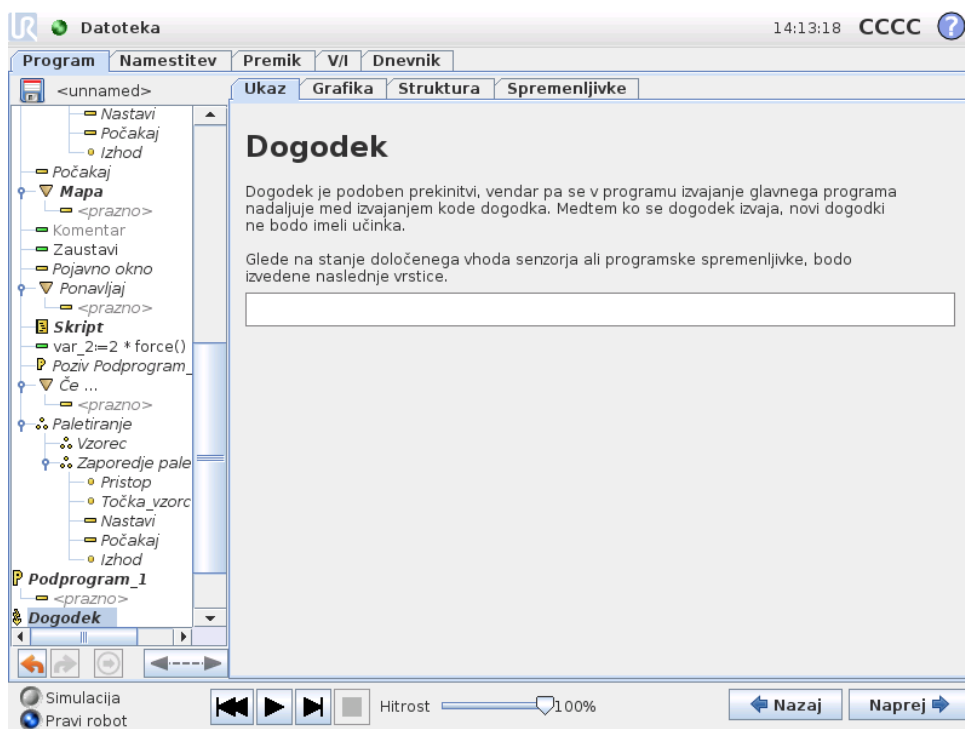 Datoteka
14:13:18 CCCC ?
Program Namestitev Premik V/I Dnevnik
<unnamed>
Ukaz Grafika Struktura Spremenljivke
Nastavi
Počakaj
Izhod
Počakaj
Mapa
<prazno>
Komentar
Zaustavi
Pojavno okno
Ponavljaj
<prazno>
Skript
var_2:=2 * force()
Poziv Podprogram_
Če ...
<prazno>
Paletiranje
Vzorec
Zaporedje pale
Pristop
Točka_vzorc
Nastavi
Počakaj
Izhod
Podprogram_1
<prazno>
Dogodek
Dogodek
Dogodek je podoben prekinitvi, vendar pa se v programu izvajanje glavnega programa
nadaljuje med izvajanjem kode dogodka. Medtem ko se dogodek izvaja, novi dogodki
ne bodo imeli učinka.
Glede na stanje določenega vhoda senzorja ali programske spremenljivke, bodo
izvedene naslednje vrstice.
Simulacija
Pravi robot
Hitrost 100%
Nazaj Naprej